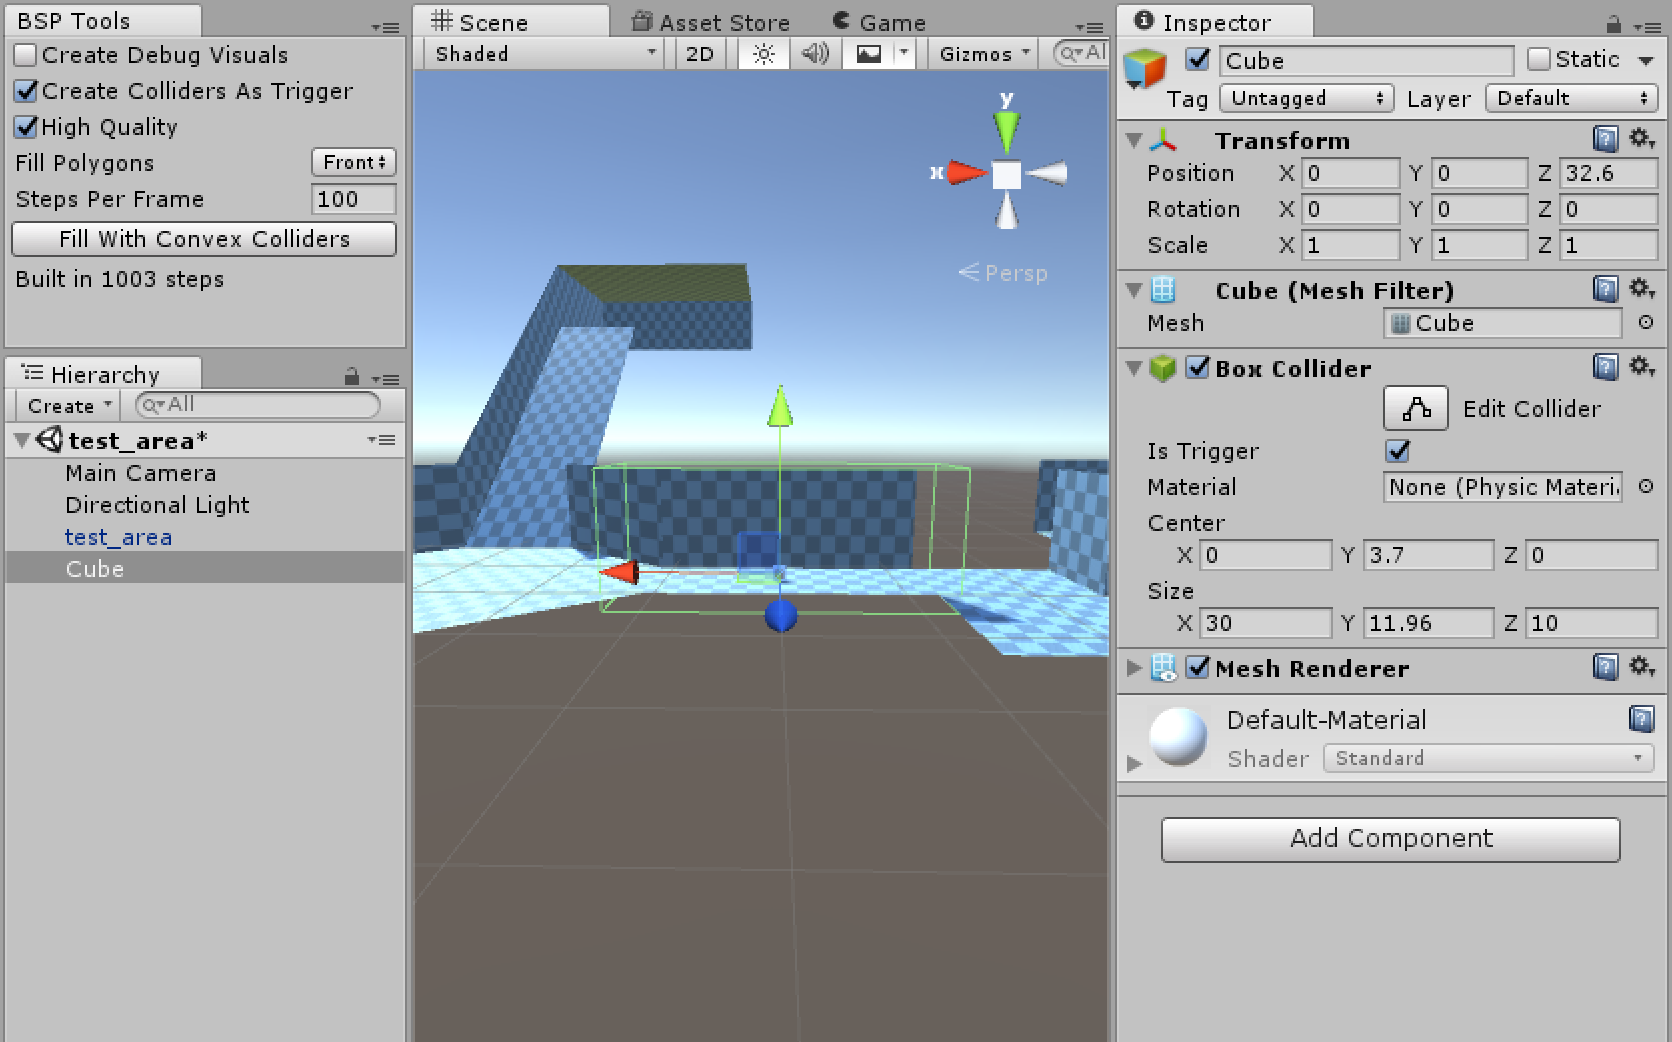 BSP Tools
Create Debug Visuals
Create Colliders As Trigger
High Quality
Fill Polygons Front
Steps Per Frame 100
Fill With Convex Colliders
Built in 1003 steps
Hierarchy
Create All
test_area*
Main Camera
Directional Light
test_area
Cube
Scene Asset Store Game
Shaded 2D Gizmos Al
y
x
Persp
Inspector
Cube Static
Tag Untagged Layer Default
Transform
Position X 0 Y 0 Z 32.6
Rotation X 0 Y 0 Z 0
Scale X 1 Y 1 Z 1
Cube (Mesh Filter)
Mesh Cube
Box Collider
Edit Collider
Is Trigger
Material None (Physic Materi
Center
X 0 Y 3.7 Z 0
Size
X 30 Y 11.96 Z 10
Mesh Renderer
Default-Material
Shader Standard
Add Component